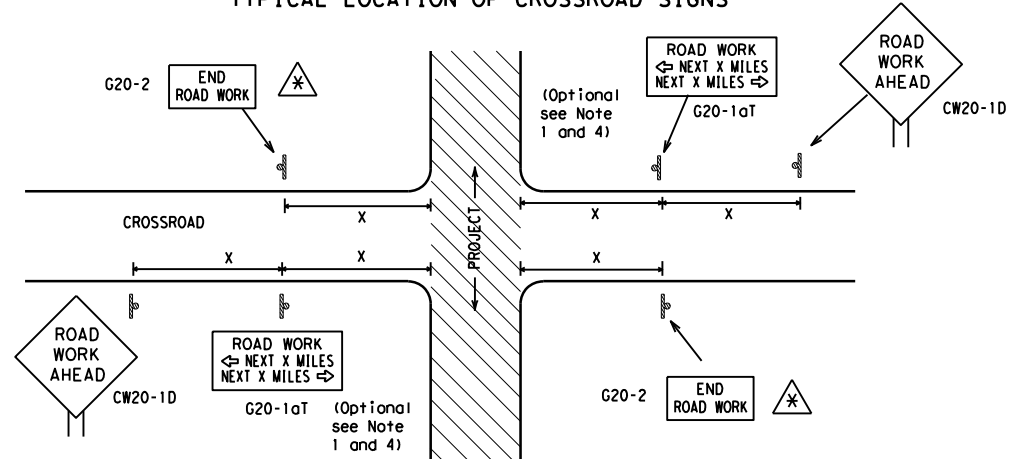 TYPICAL LOCATION OF CROSSROAD SIGNS
G20-2
END
ROAD WORK
*
(Optional
see Note
1 and 4)
ROAD WORK
⇦ NEXT X MILES
NEXT X MILES ⇨
G20-1aT
ROAD
WORK
AHEAD
CW20-1D
X
X
X
CROSSROAD
PROJECT
X
X
X
ROAD
WORK
AHEAD
CW20-1D
ROAD WORK
⇦ NEXT X MILES
NEXT X MILES ⇨
G20-1aT
(Optional
see Note
1 and 4)
G20-2
END
ROAD WORK
*